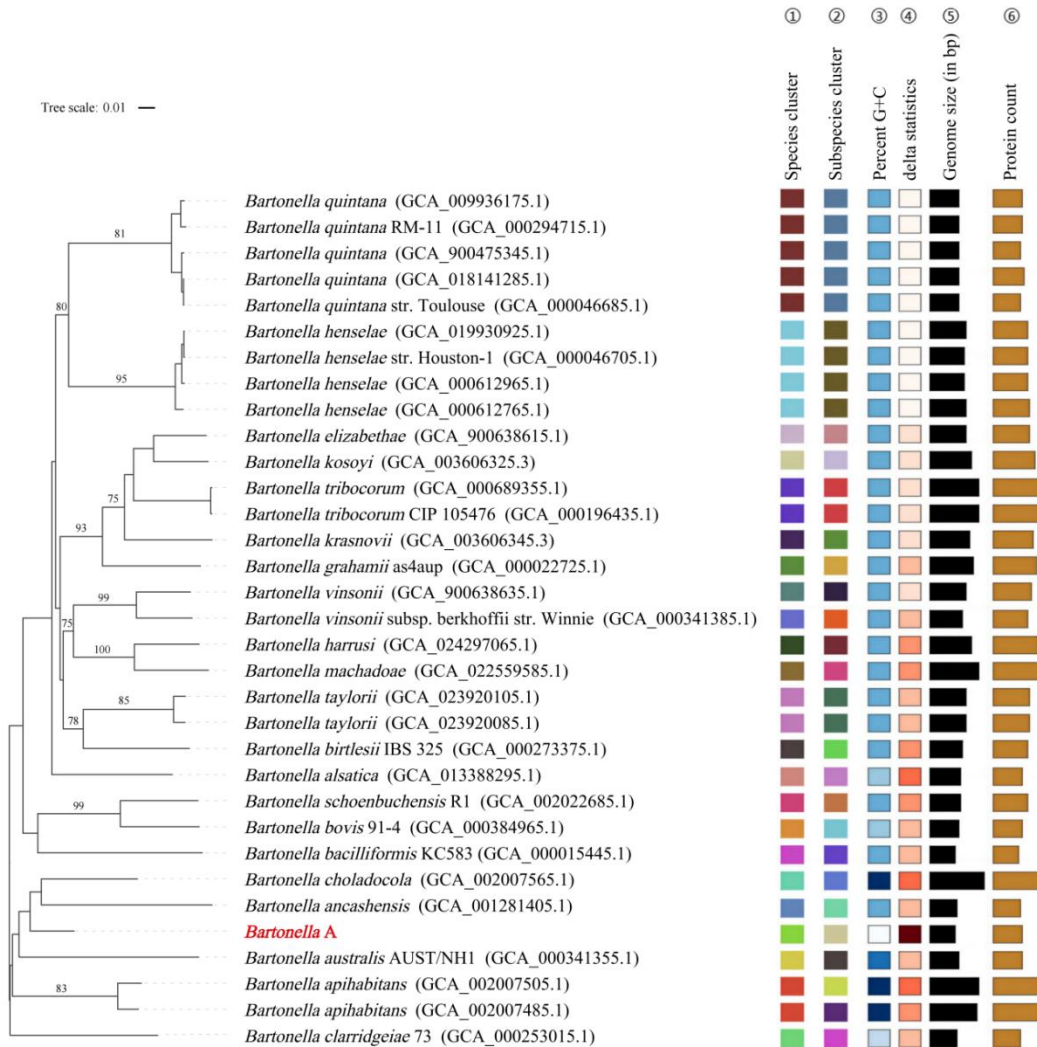 ① ② ③ ④ ⑤ ⑥
Species cluster
Subspecies cluster
Percent G+C
delta statistics
Genome size (in bp)
Protein count
Tree scale: 0.01
Bartonella quintana (GCA_009936175.1)
81
Bartonella quintana RM-11 (GCA_000294715.1)
Bartonella quintana (GCA_900475345.1)
Bartonella quintana (GCA_018141285.1)
80
Bartonella quintana str. Toulouse (GCA_000046685.1)
Bartonella henselae (GCA_019930925.1)
Bartonella henselae str. Houston-1 (GCA_000046705.1)
95
Bartonella henselae (GCA_000612965.1)
Bartonella henselae (GCA_000612765.1)
Bartonella elizabethae (GCA_900638615.1)
Bartonella kosoyi (GCA_003606325.3)
75
Bartonella tribocorum (GCA_000689355.1)
Bartonella tribocorum CIP 105476 (GCA_000196435.1)
93
Bartonella krasnovii (GCA_003606345.3)
Bartonella grahamii as4aup (GCA_000022725.1)
99
Bartonella vinsonii (GCA_900638635.1)
Bartonella vinsonii subsp. berkhoffii str. Winnie (GCA_000341385.1)
75
Bartonella harrusi (GCA_024297065.1)
100
Bartonella machadoae (GCA_022559585.1)
85
Bartonella taylorii (GCA_023920105.1)
78
Bartonella taylorii (GCA_023920085.1)
Bartonella birtlesii IBS 325 (GCA_000273375.1)
Bartonella alsatica (GCA_013388295.1)
99
Bartonella schoenbuchensis R1 (GCA_002022685.1)
Bartonella bovis 91-4 (GCA_000384965.1)
Bartonella bacilliformis KC583 (GCA_000015445.1)
Bartonella choladocola (GCA_002007565.1)
Bartonella ancashensis (GCA_001281405.1)
Bartonella A
Bartonella australis AUST/NH1 (GCA_000341355.1)
83
Bartonella apihabitans (GCA_002007505.1)
Bartonella apihabitans (GCA_002007485.1)
Bartonella clarridgeiae 73 (GCA_000253015.1)